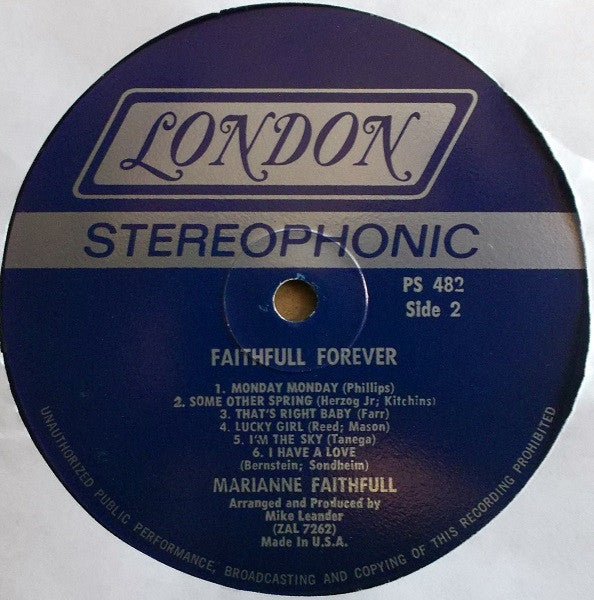 LONDON
STEREOPHONIC
PS 482
Side 2
FAITHFULL FOREVER
1. MONDAY MONDAY (Phillips)
2. SOME OTHER SPRING (Herzog Jr; Kitchins)
3. THAT'S RIGHT BABY (Farr)
4. LUCKY GIRL (Reed; Mason)
5. I'M THE SKY (Tanega)
6. I HAVE A LOVE
(Bernstein; Sondheim)
MARIANNE FAITHFULL
Arranged and Produced by
Mike Leander
(ZAL 7262)
Made in U.S.A.
UNAUTHORIZED PUBLIC PERFORMANCE, BROADCASTING AND COPYING OF THIS RECORDING PROHIBITED